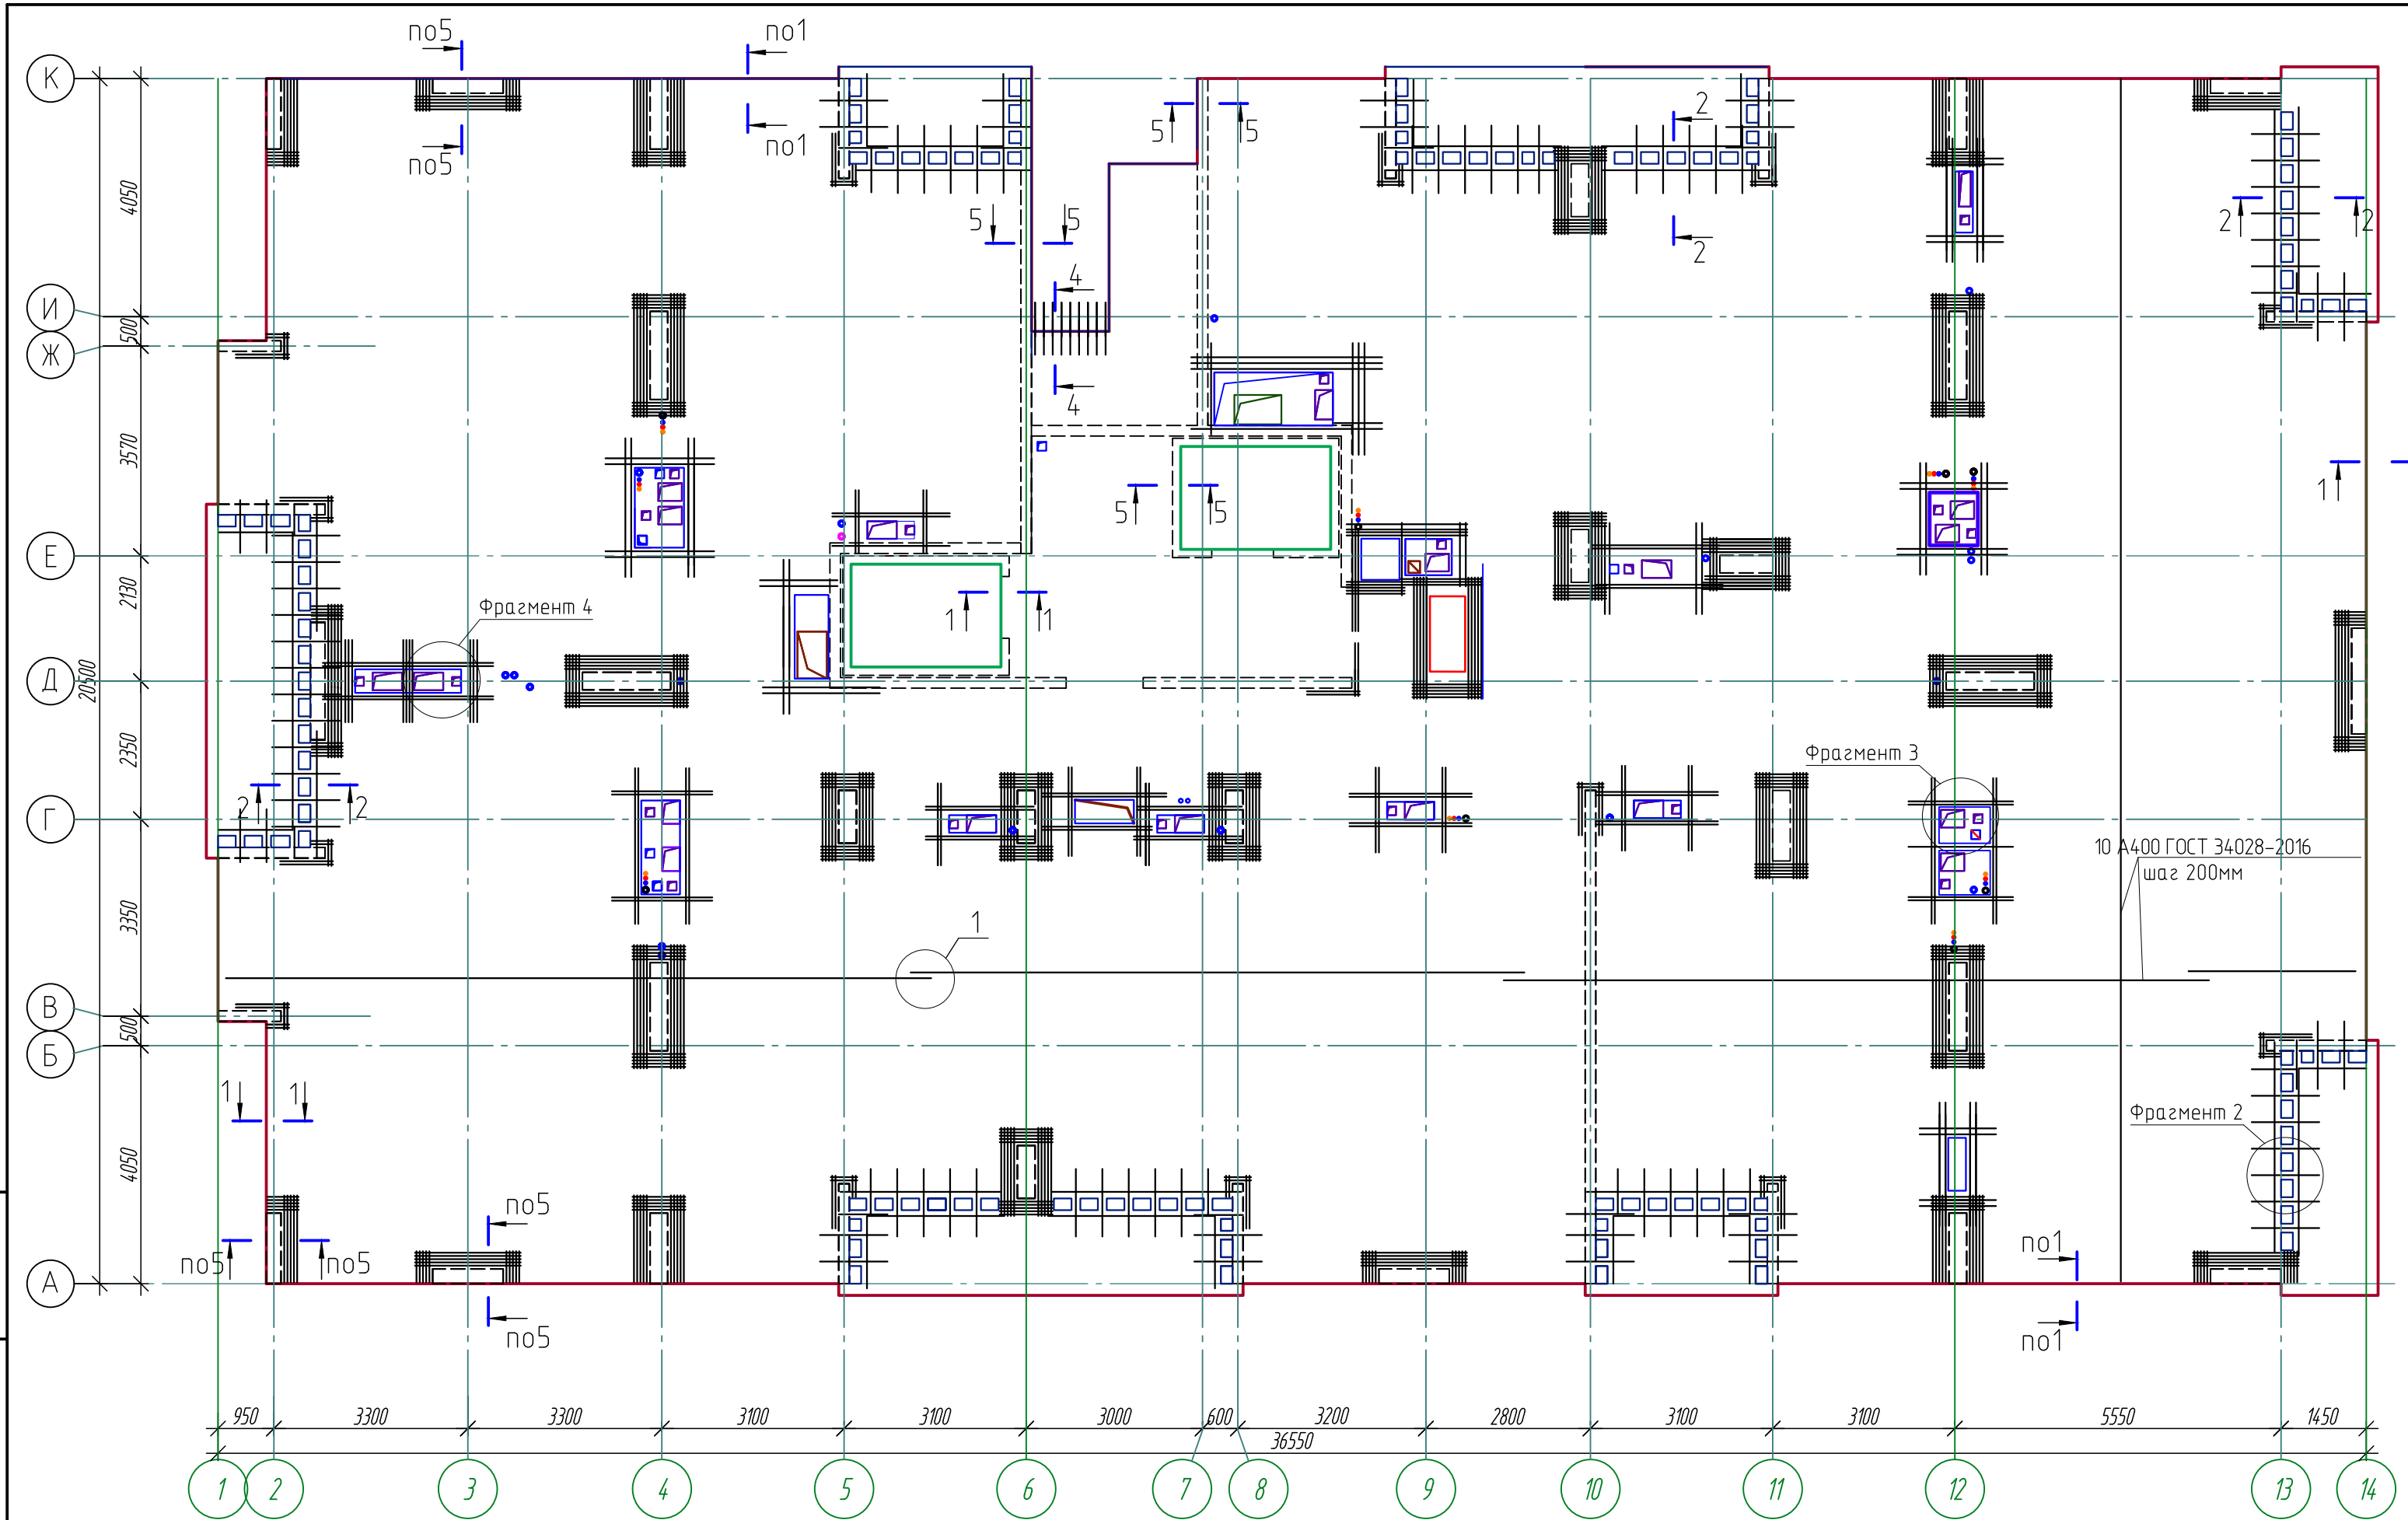 по5
по1
К
по5
по1
5
5
2
2
2
2
4050
5
5
4
4
И
500
Ж
3570
1
5
5
Е
2130
Фрагмент 4
1
1
Д
20500
2350
Фрагмент 3
2
2
Г
10 А400 ГОСТ 34028-2016
шаг 200мм
3350
1
В
500
Б
1
1
Фрагмент 2
4050
по5
по5
по5
по1
А
по5
по1
950
3300
3300
3100
3100
3000
600
3200
2800
3100
3100
5550
1450
36550
1
2
3
4
5
6
7
8
9
10
11
12
13
14